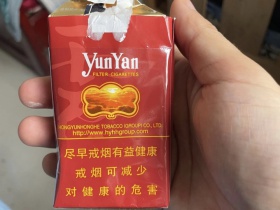 YunYan
FILTER CIGARETTES
HONGYUNHONGHE TOBACCO (GROUP) CO., LTD.
http://www.hyhhgroup.com
尽早戒烟有益健康
戒烟可减少
对健康的危害